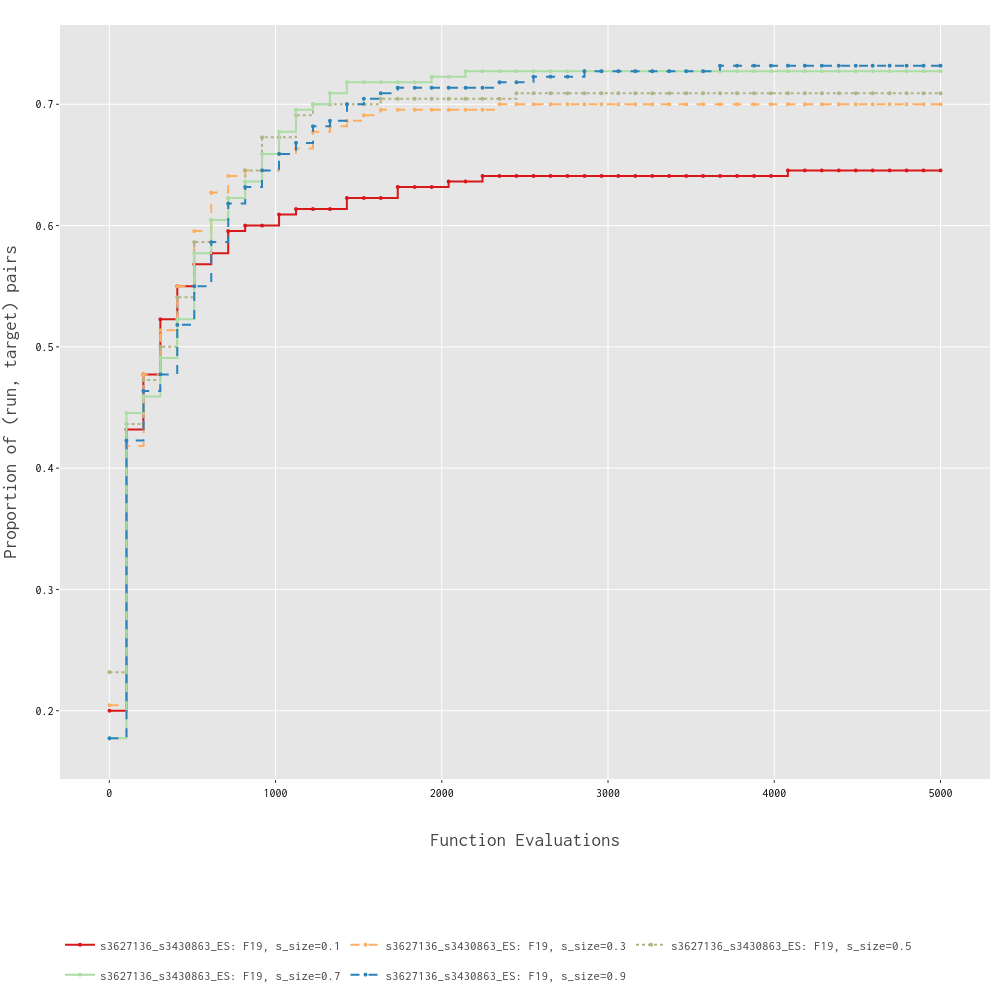 Proportion of (run, target) pairs
0.7
0.6
0.5
0.4
0.3
0.2
0 1000 2000 3000 4000 5000
Function Evaluations
s3627136_s3430863_ES: F19, s_size=0.1 s3627136_s3430863_ES: F19, s_size=0.3 s3627136_s3430863_ES: F19, s_size=0.5
s3627136_s3430863_ES: F19, s_size=0.7 s3627136_s3430863_ES: F19, s_size=0.9